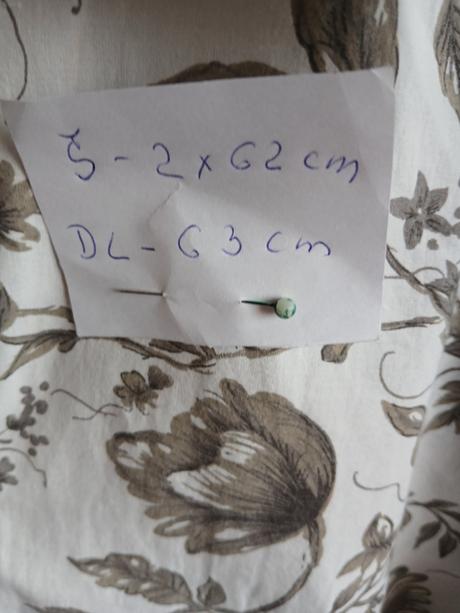 Š - 2 x 62 cm
DL - 63 cm